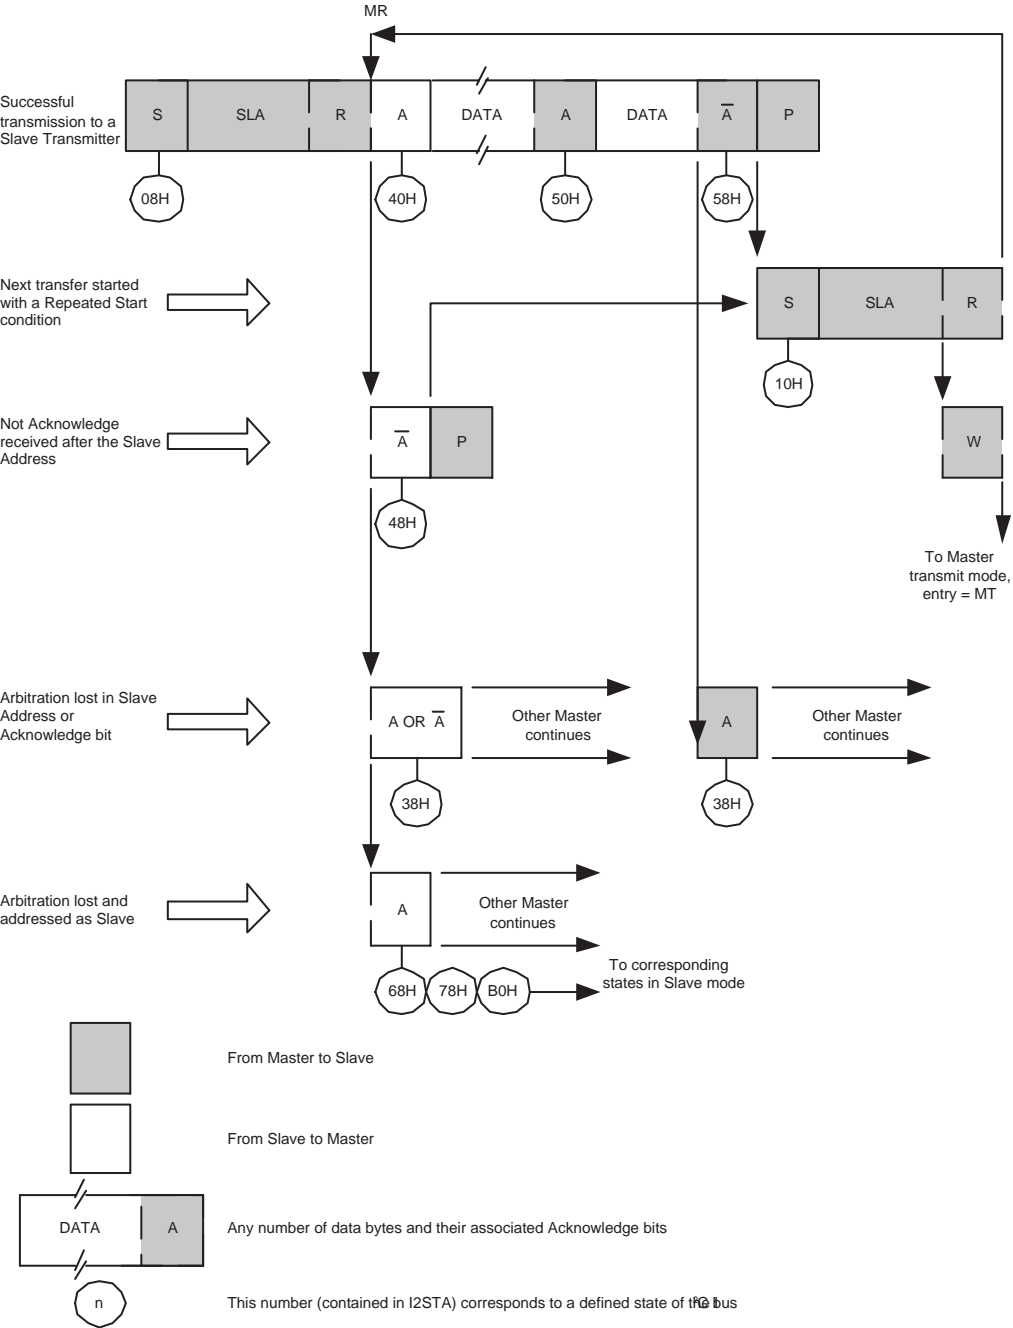 MR
Successful
transmission to a
Slave Transmitter
S SLA R A DATA A DATA A̅ P
08H 40H 50H 58H
Next transfer started
with a Repeated Start
condition
S SLA R
10H
Not Acknowledge
received after the Slave
Address
A̅ P
W
48H
To Master
transmit mode,
entry = MT
Arbitration lost in Slave
Address or
Acknowledge bit
A OR A̅
Other Master
continues
A
Other Master
continues
38H 38H
Arbitration lost and
addressed as Slave
A
Other Master
continues
68H 78H B0H
To corresponding
states in Slave mode
From Master to Slave
From Slave to Master
DATA A
Any number of data bytes and their associated Acknowledge bits
n
This number (contained in I2STA) corresponds to a defined state of the bus